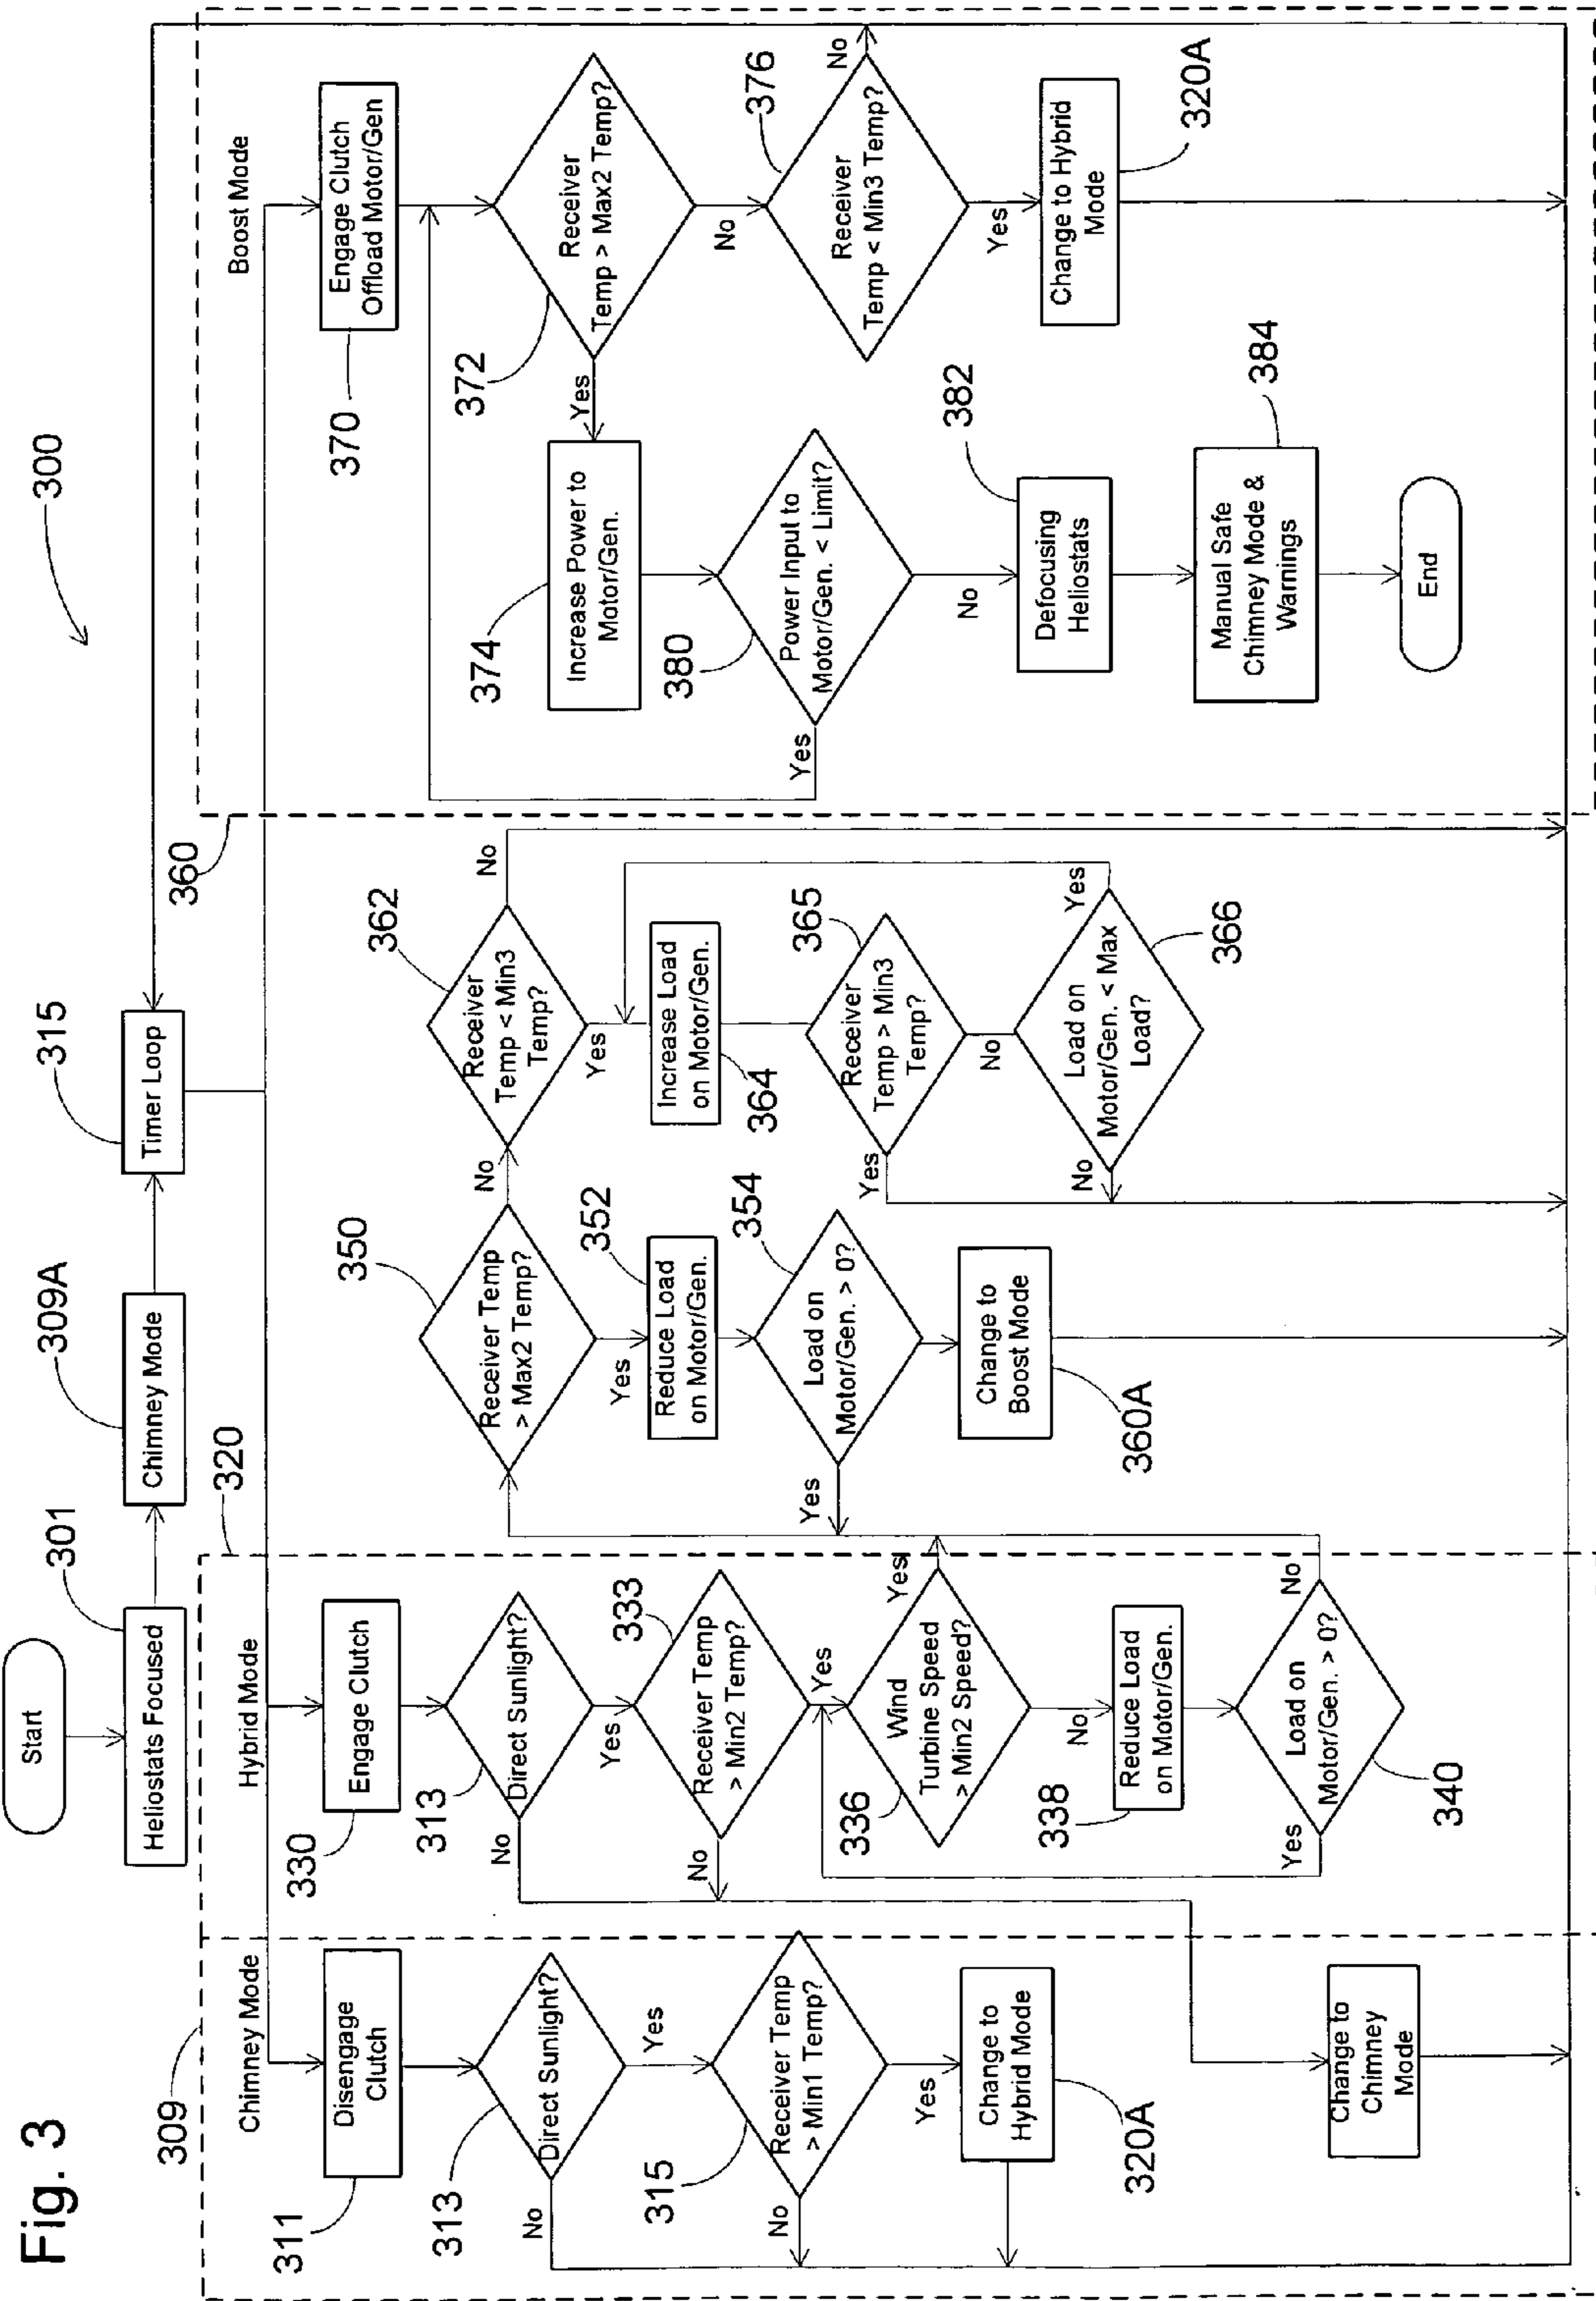 Fig. 3
300
Start
301
Heliostats Focused
309A
Chimney Mode
315
Timer Loop
309
Chimney Mode
311
Disengage
Clutch
313
Direct Sunlight?
No
Yes
315
Receiver Temp
> Min1 Temp?
No
Yes
Change to
Hybrid Mode
320A
Change to
Chimney
Mode
320
Hybrid Mode
330
Engage Clutch
313
Direct Sunlight?
No
Yes
333
Receiver Temp
> Min2 Temp?
No
Yes
336
Wind
Turbine Speed
> Min2 Speed?
Yes
No
338
Reduce Load
on Motor/Gen.
Load on
Motor/Gen. > 0?
340
Yes
No
350
Receiver Temp
> Max2 Temp?
No
Yes
352
Reduce Load
on Motor/Gen.
354
Load on
Motor/Gen. > 0?
Yes
Change to
Boost Mode
360A
362
Receiver
Temp < Min3
Temp?
No
Yes
Increase Load
on Motor/Gen.
364
365
Receiver
Temp > Min3
Temp?
Yes
No
Load on
Motor/Gen. < Max
Load?
366
Yes
No
360
Boost Mode
Engage Clutch
Offload Motor/Gen
370
372
Receiver
Temp > Max2 Temp?
Yes
No
374
Increase Power to
Motor/Gen.
376
Receiver
Temp < Min3 Temp?
No
Yes
Change to Hybrid
Mode
320A
380
Power Input to
Motor/Gen. < Limit?
Yes
No
382
Defocusing
Heliostats
384
Manual Safe
Chimney Mode &
Warnings
End